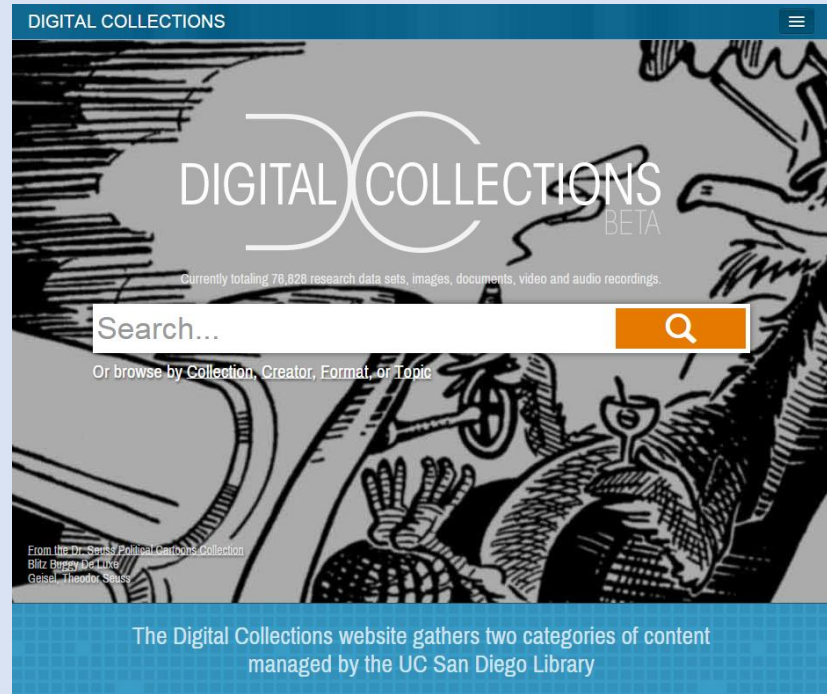 DIGITAL COLLECTIONS
DIGITAL COLLECTIONS
BETA
Currently totaling 76,826 research data sets, images, documents, video and audio recordings.
Search...
Or browse by Collection, Creator, Format, or Topic
From the Dr. Seuss Political Cartoons Collection
Blitz Buggy De Luxe
Geisel, Theodor Seuss
The Digital Collections website gathers two categories of content
managed by the UC San Diego Library